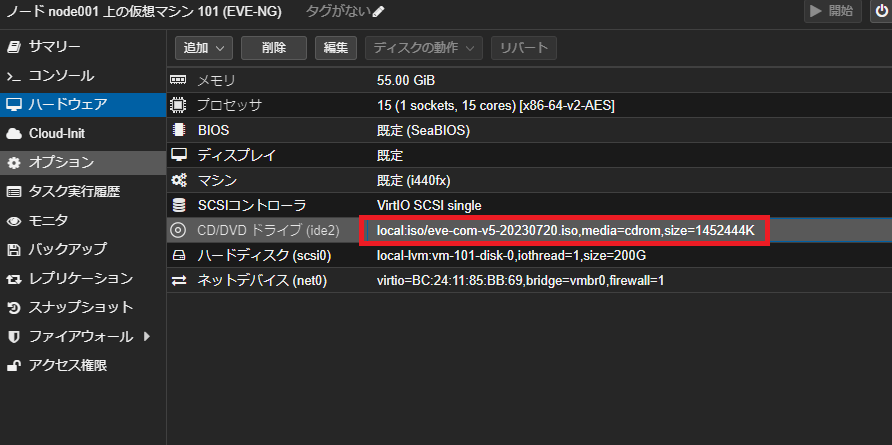 ノード node001 上の仮想マシン 101 (EVE-NG) タグがない 開始
サマリー
コンソール
ハードウェア
Cloud-Init
オプション
タスク実行履歴
モニタ
バックアップ
レプリケーション
スナップショット
ファイアウォール
アクセス権限
追加 削除 編集 ディスクの動作 リバート
メモリ 55.00 GiB
プロセッサ 15 (1 sockets, 15 cores) [x86-64-v2-AES]
BIOS 既定 (SeaBIOS)
ディスプレイ 既定
マシン 既定 (i440fx)
SCSIコントローラ VirtIO SCSI single
CD/DVD ドライブ (ide2) local:iso/eve-com-v5-20230720.iso,media=cdrom,size=1452444K
ハードディスク (scsi0) local-lvm:vm-101-disk-0,iothread=1,size=200G
ネットデバイス (net0) virtio=BC:24:11:85:BB:69,bridge=vmbr0,firewall=1